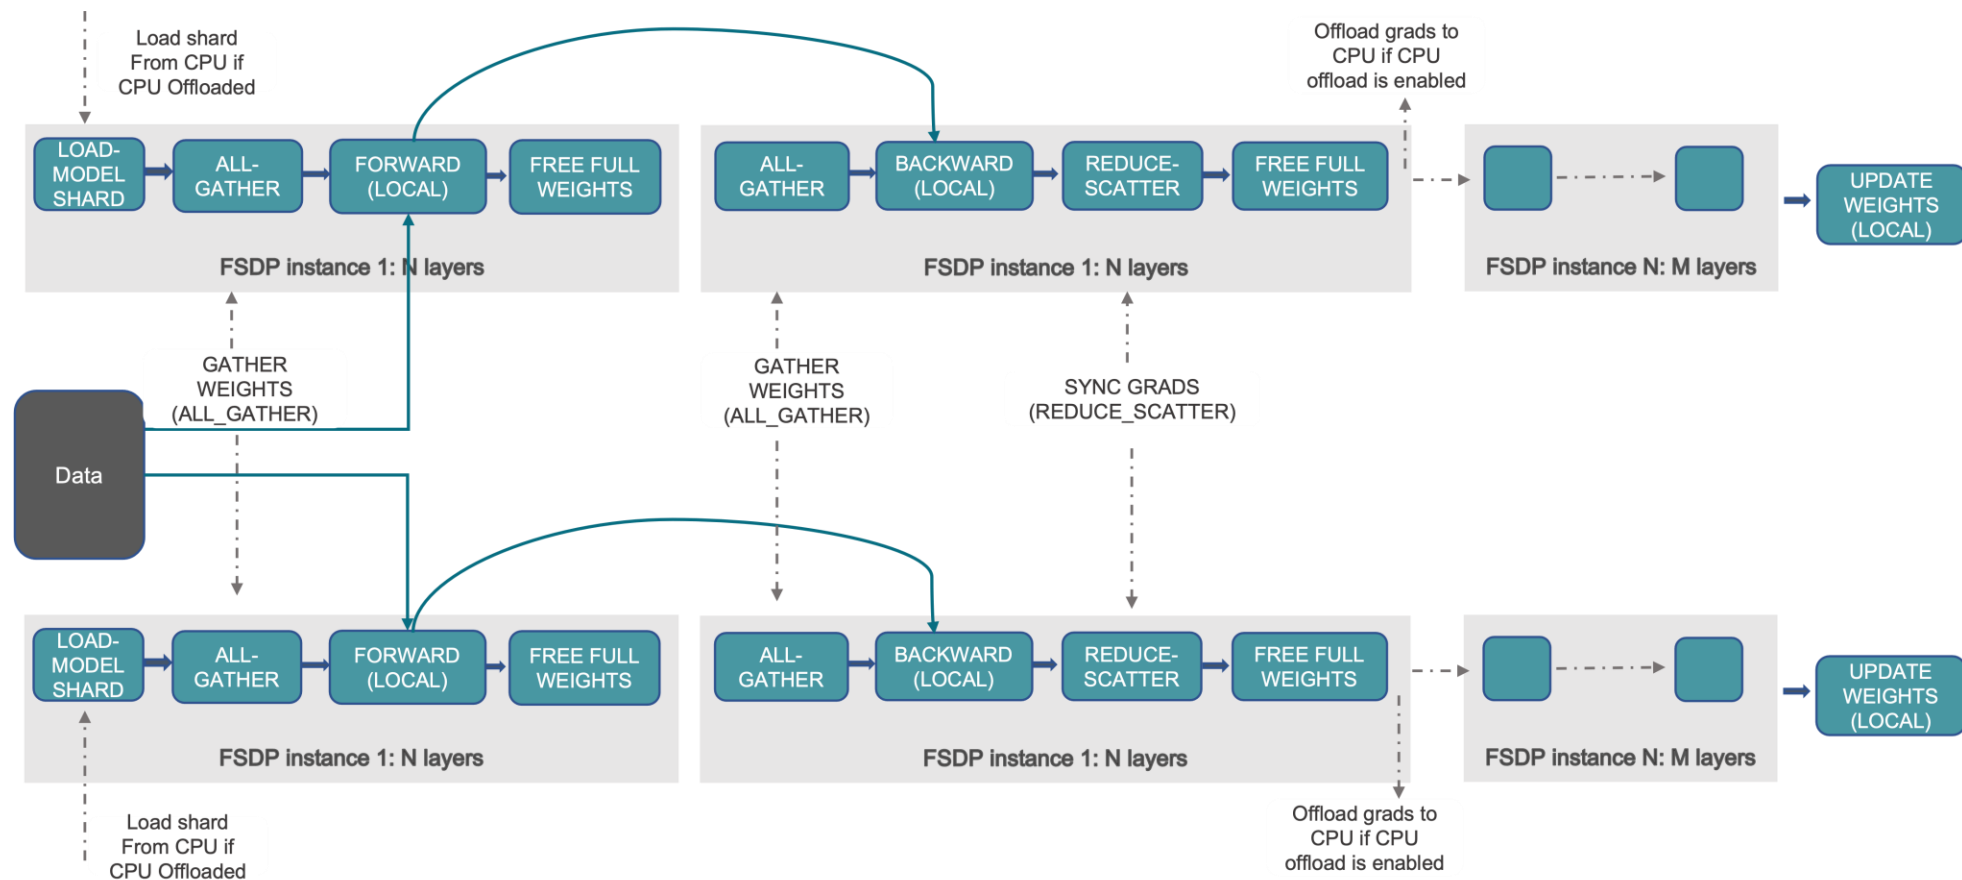 Load shard
From CPU if
CPU Offloaded
Offload grads to
CPU if CPU
offload is enabled
LOAD-
MODEL
SHARD
ALL-
GATHER
FORWARD
(LOCAL)
FREE FULL
WEIGHTS
FSDP instance 1: N layers
ALL-
GATHER
BACKWARD
(LOCAL)
REDUCE-
SCATTER
FREE FULL
WEIGHTS
FSDP instance 1: N layers
FSDP instance N: M layers
UPDATE
WEIGHTS
(LOCAL)
GATHER
WEIGHTS
(ALL_GATHER)
GATHER
WEIGHTS
(ALL_GATHER)
SYNC GRADS
(REDUCE_SCATTER)
Data
LOAD-
MODEL
SHARD
ALL-
GATHER
FORWARD
(LOCAL)
FREE FULL
WEIGHTS
FSDP instance 1: N layers
ALL-
GATHER
BACKWARD
(LOCAL)
REDUCE-
SCATTER
FREE FULL
WEIGHTS
FSDP instance 1: N layers
FSDP instance N: M layers
UPDATE
WEIGHTS
(LOCAL)
Load shard
From CPU if
CPU Offloaded
Offload grads to
CPU if CPU
offload is enabled